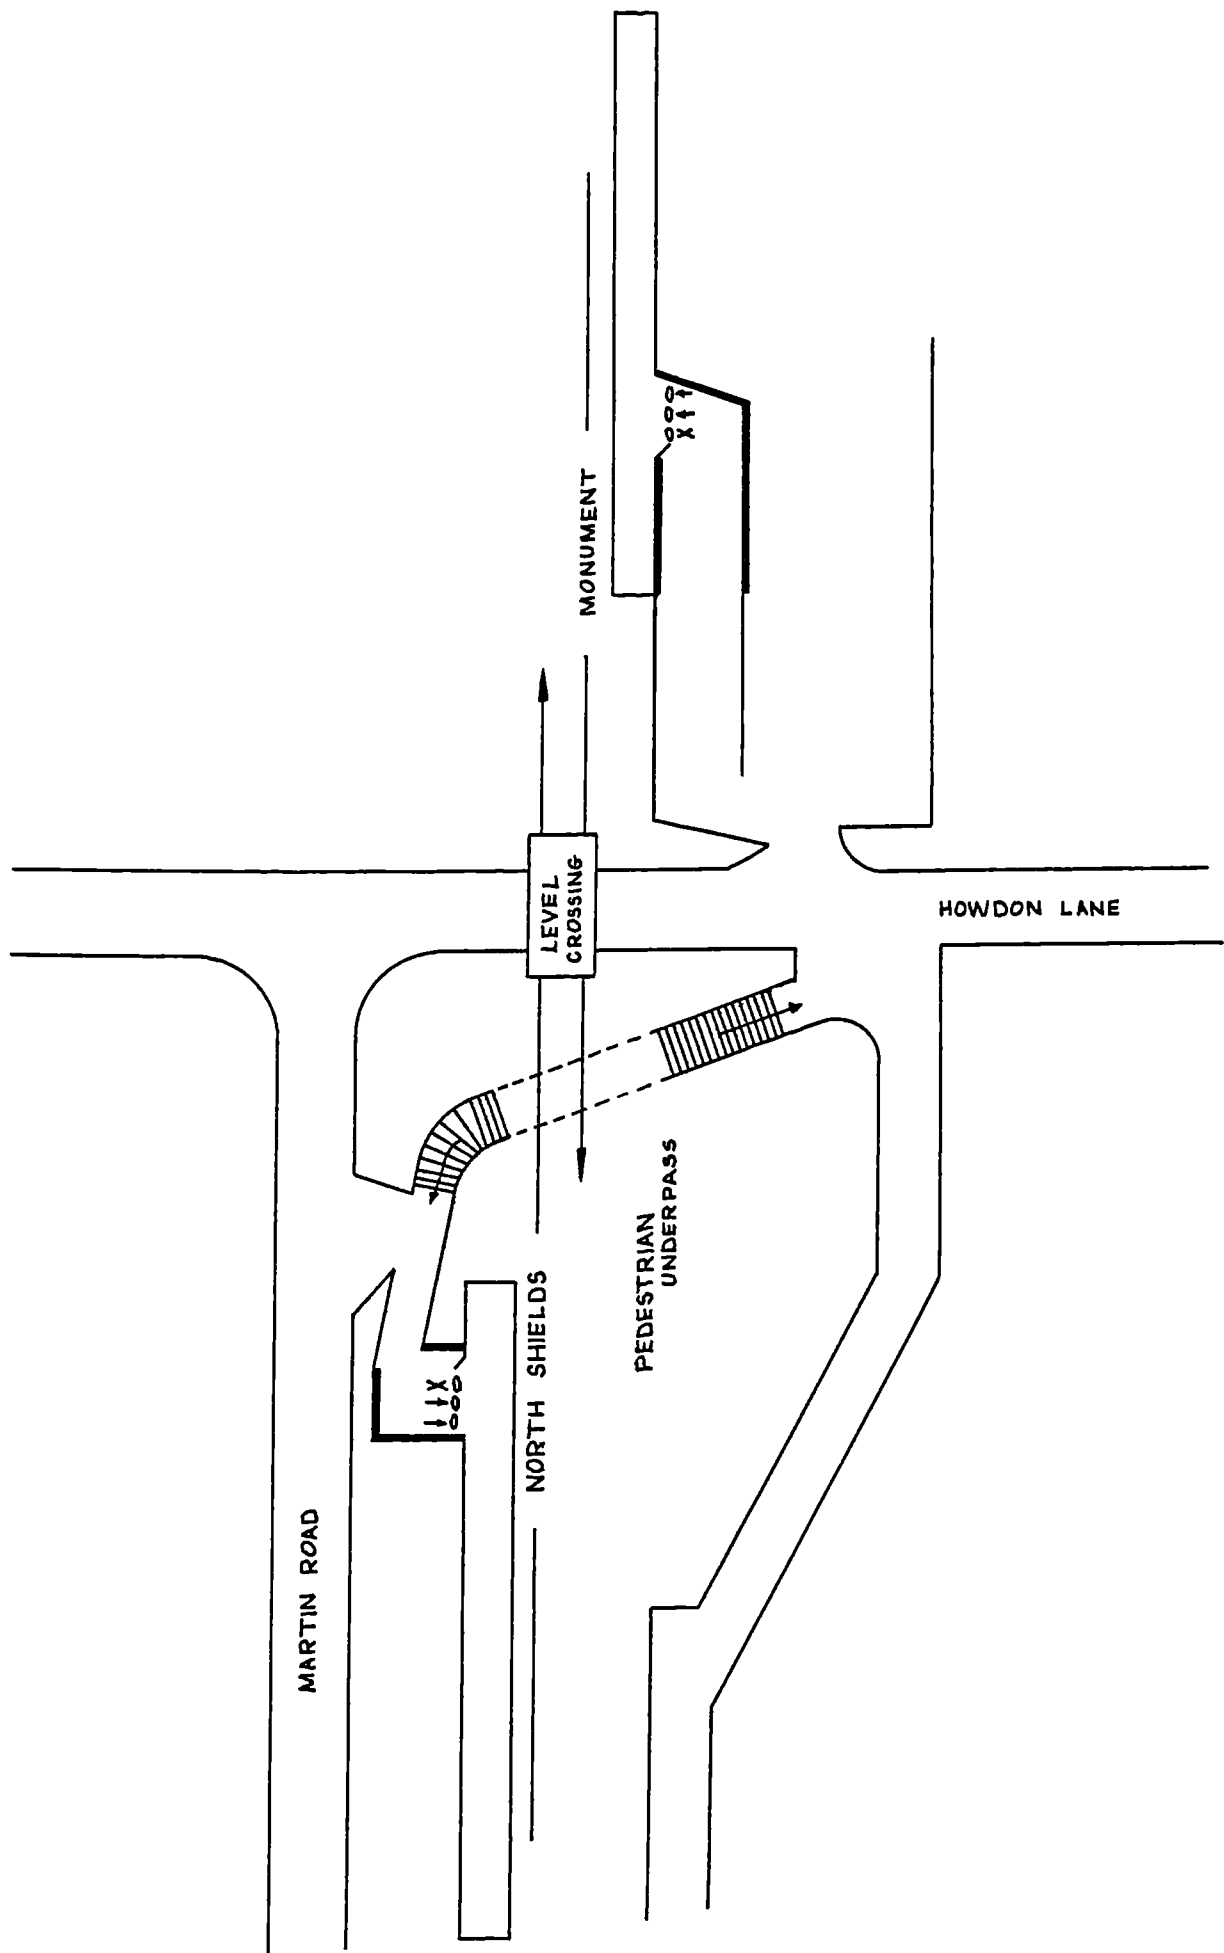 MONUMENT
LEVEL
CROSSING
HOWDON LANE
PEDESTRIAN
UNDERPASS
NORTH SHIELDS
MARTIN ROAD